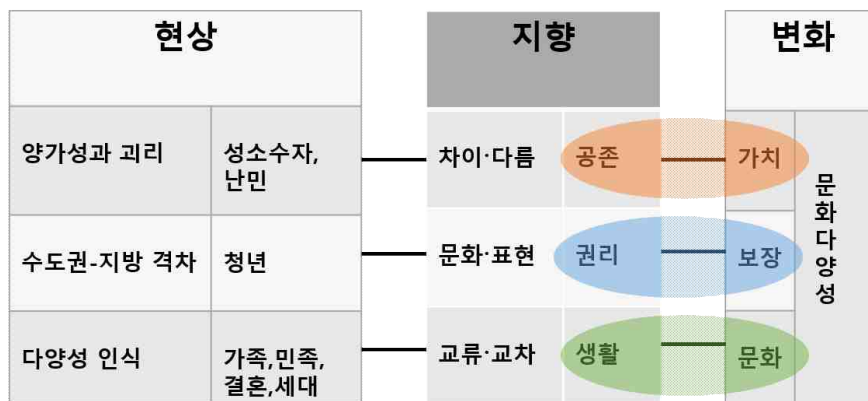 현상
지향
변화
양가성과 괴리
성소수자,
난민
차이·다름
공존
가치
수도권-지방 격차
청년
문화·표현
권리
보장
다양성 인식
가족,민족,
결혼,세대
교류·교차
생활
문화
문화다양성